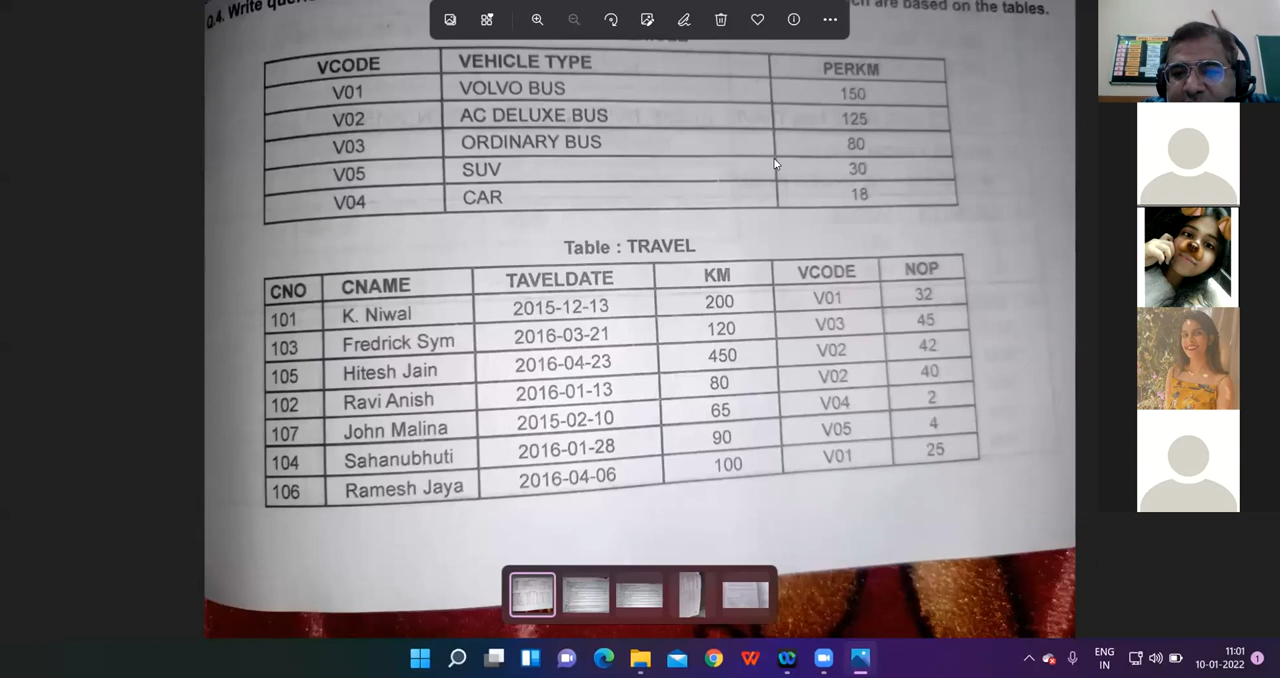 Q.4. Write
ch are based on the tables.
VCODE VEHICLE TYPE PERKM
V01 VOLVO BUS 150
V02 AC DELUXE BUS 125
V03 ORDINARY BUS 80
V05 SUV 30
V04 CAR 18
Table : TRAVEL
CNO CNAME TAVELDATE KM VCODE NOP
101 K. Niwal 2015-12-13 200 V01 32
103 Fredrick Sym 2016-03-21 120 V03 45
105 Hitesh Jain 2016-04-23 450 V02 42
102 Ravi Anish 2016-01-13 80 V02 40
107 John Malina 2015-02-10 65 V04 2
104 Sahanubhuti 2016-01-28 90 V05 4
106 Ramesh Jaya 2016-04-06 100 V01 25
ENG
IN
11:01
10-01-2022
1